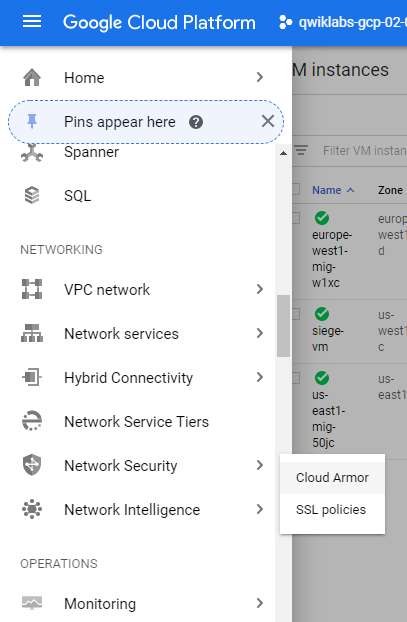 Google Cloud Platform
qwiklabs-gcp-02-
Home
M instances
Pins appear here
Spanner
Filter VM instan
SQL
Name
Zone
europe-
west1-
mig-
w1xc
europ
west1
d
NETWORKING
VPC network
Network services
siege-
vm
us-
west1
c
Hybrid Connectivity
us-
east1-
mig-
50jc
us-
east1
Network Service Tiers
Network Security
Cloud Armor
Network Intelligence
SSL policies
OPERATIONS
Monitoring